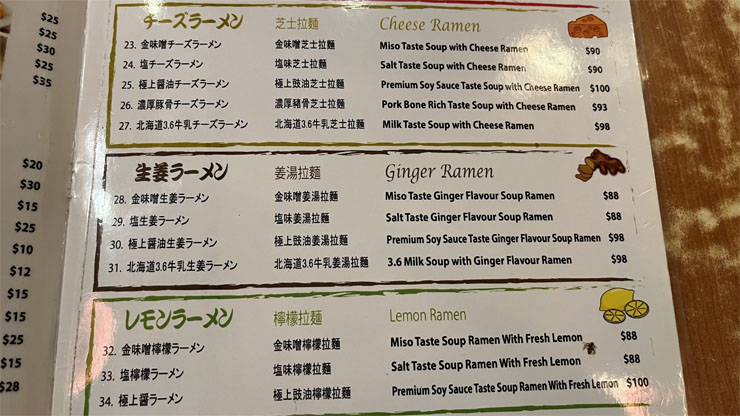 $25
$25
$30
$25
$35
$20
$30
$15
$25
$10
$12
$15
$15
$25
$15
$28
チーズラーメン 芝士拉麵 Cheese Ramen
23. 金味噌チーズラーメン 金味噌芝士拉麵 Miso Taste Soup with Cheese Ramen $90
24. 塩チーズラーメン 塩味芝士拉麵 Salt Taste Soup with Cheese Ramen $90
25. 極上醤油チーズラーメン 極上豉油芝士拉麵 Premium Soy Sauce Taste Soup with Cheese Ramen $100
26. 濃厚豚骨チーズラーメン 濃厚豬骨芝士拉麵 Pork Bone Rich Taste Soup with Cheese Ramen $93
27. 北海道3.6牛乳チーズラーメン 北海道3.6牛乳芝士拉麵 Milk Taste Soup with Cheese Ramen $98
生姜ラーメン 姜湯拉麵 Ginger Ramen
28. 金味噌生姜ラーメン 金味噌姜湯拉麵 Miso Taste Ginger Flavour Soup Ramen $88
29. 塩生姜ラーメン 塩味姜湯拉麵 Salt Taste Ginger Flavour Soup Ramen $88
30. 極上醤油生姜ラーメン 極上豉油姜湯拉麵 Premium Soy Sauce Taste Ginger Flavour Soup Ramen $98
31. 北海道3.6牛乳生姜ラーメン 北海道3.6牛乳姜湯拉麵 3.6 Milk Soup with Ginger Flavour Ramen $98
レモンラーメン 檸檬拉麵 Lemon Ramen
32. 金味噌檸檬ラーメン 金味噌檸檬拉麵 Miso Taste Soup Ramen With Fresh Lemon $88
33. 塩檸檬ラーメン 塩味檸檬拉麵 Salt Taste Soup Ramen With Fresh Lemon $88
34. 極上醤ラーメン 極上豉油檸檬拉麵 Premium Soy Sauce Taste Soup Ramen With Fresh Lemon $100